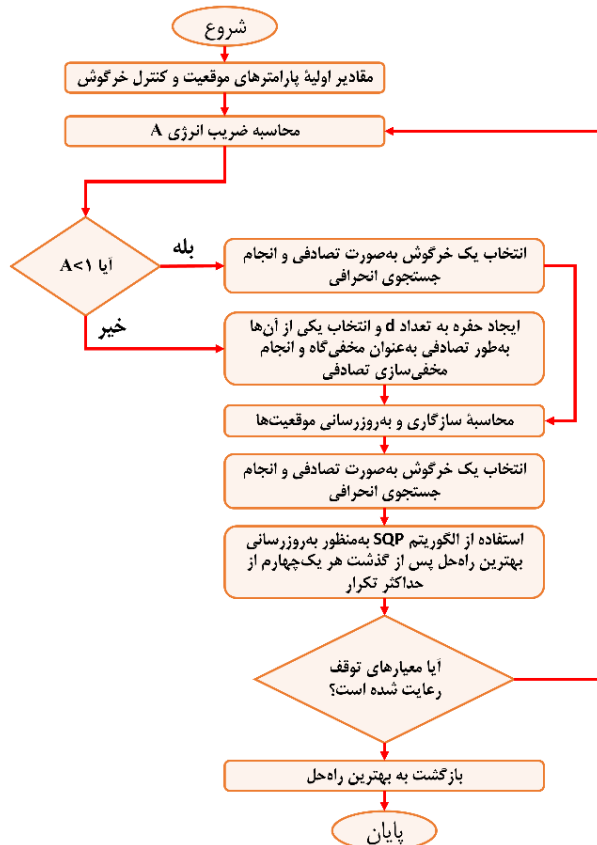 شروع
مقادیر اولیهٔ پارامترهای موقعیت و کنترل خرگوش
محاسبه ضریب انرژی A
آیا A<۱
بله
خیر
انتخاب یک خرگوش به‌صورت تصادفی و انجام
جستجوی انحرافی
ایجاد حفره به تعداد d و انتخاب یکی از آن‌ها
به‌طور تصادفی به‌عنوان مخفی‌گاه و انجام
مخفی‌سازی تصادفی
محاسبهٔ سازگاری و به‌روزرسانی موقعیت‌ها
انتخاب یک خرگوش به‌صورت تصادفی و انجام
جستجوی انحرافی
استفاده از الگوریتم SQP به‌منظور به‌روزرسانی
بهترین راه‌حل پس از گذشت هر یک‌چهارم از
حداکثر تکرار
آیا معیارهای توقف
رعایت شده است؟
بازگشت به بهترین راه‌حل
پایان